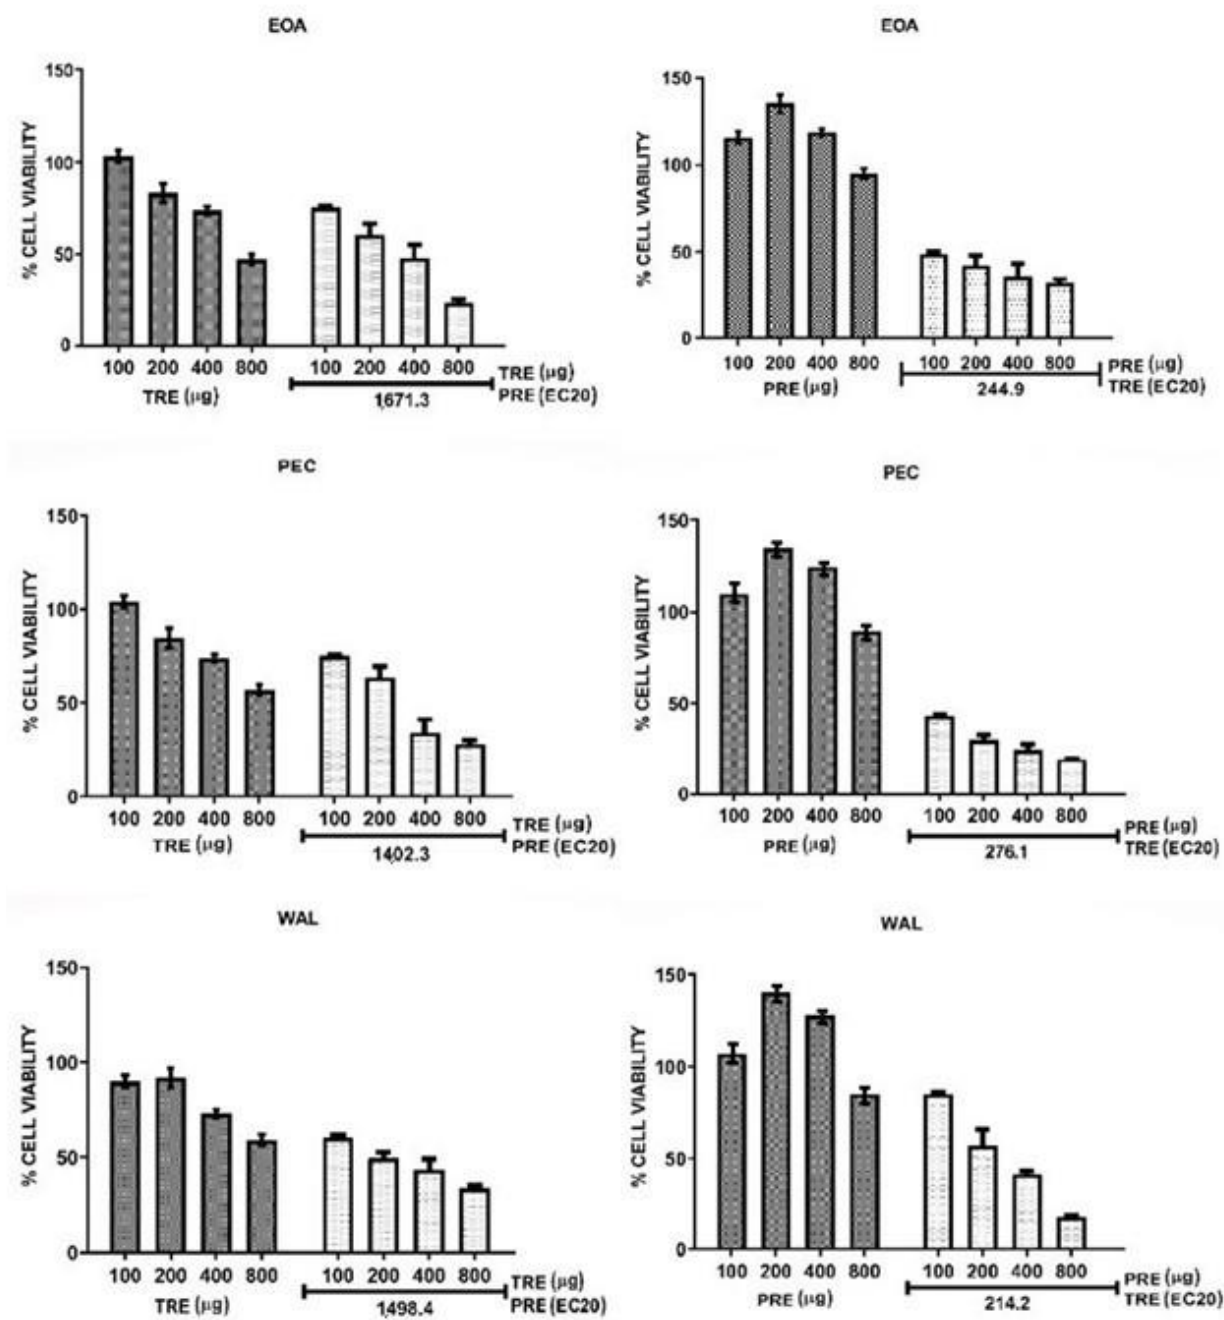 EOA
% CELL VIABILITY
150
100
50
0
100 200 400 800 100 200 400 800 TRE (µg)
TRE (µg) PRE (EC20)
1,671.3
EOA
% CELL VIABILITY
150
100
50
0
100 200 400 800 100 200 400 800 PRE (µg)
PRE (µg) TRE (EC20)
244.9
PEC
% CELL VIABILITY
150
100
50
0
100 200 400 800 100 200 400 800 TRE (µg)
TRE (µg) PRE (EC20)
1,402.3
PEC
% CELL VIABILITY
150
100
50
0
100 200 400 800 100 200 400 800 PRE (µg)
PRE (µg) TRE (EC20)
276.1
WAL
% CELL VIABILITY
150
100
50
0
100 200 400 800 100 200 400 800 TRE (µg)
TRE (µg) PRE (EC20)
1,498.4
WAL
% CELL VIABILITY
150
100
50
0
100 200 400 800 100 200 400 800 PRE (µg)
PRE (µg) TRE (EC20)
214.2